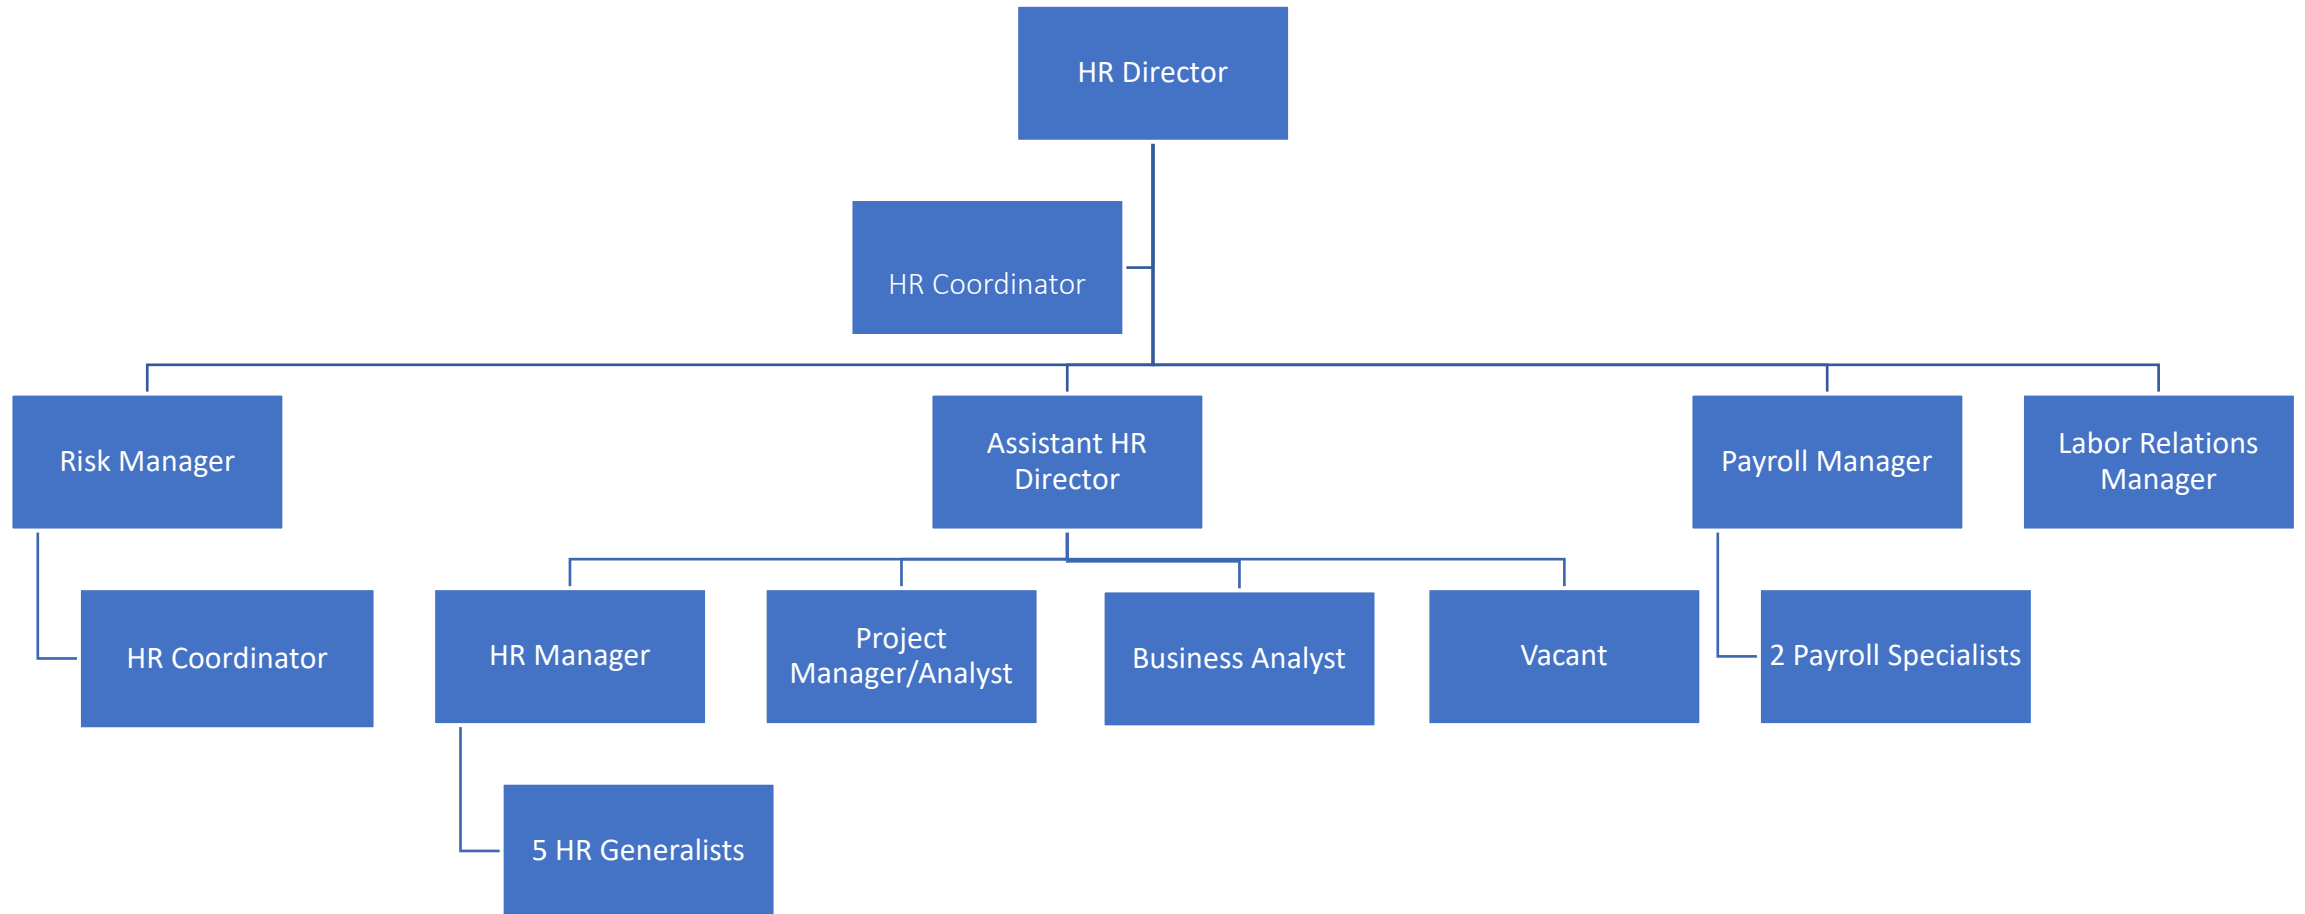 HR Director
HR Coordinator
Risk Manager
Assistant HR
Director
Payroll Manager
Labor Relations
Manager
HR Coordinator
HR Manager
Project
Manager/Analyst
Business Analyst
Vacant
2 Payroll Specialists
5 HR Generalists